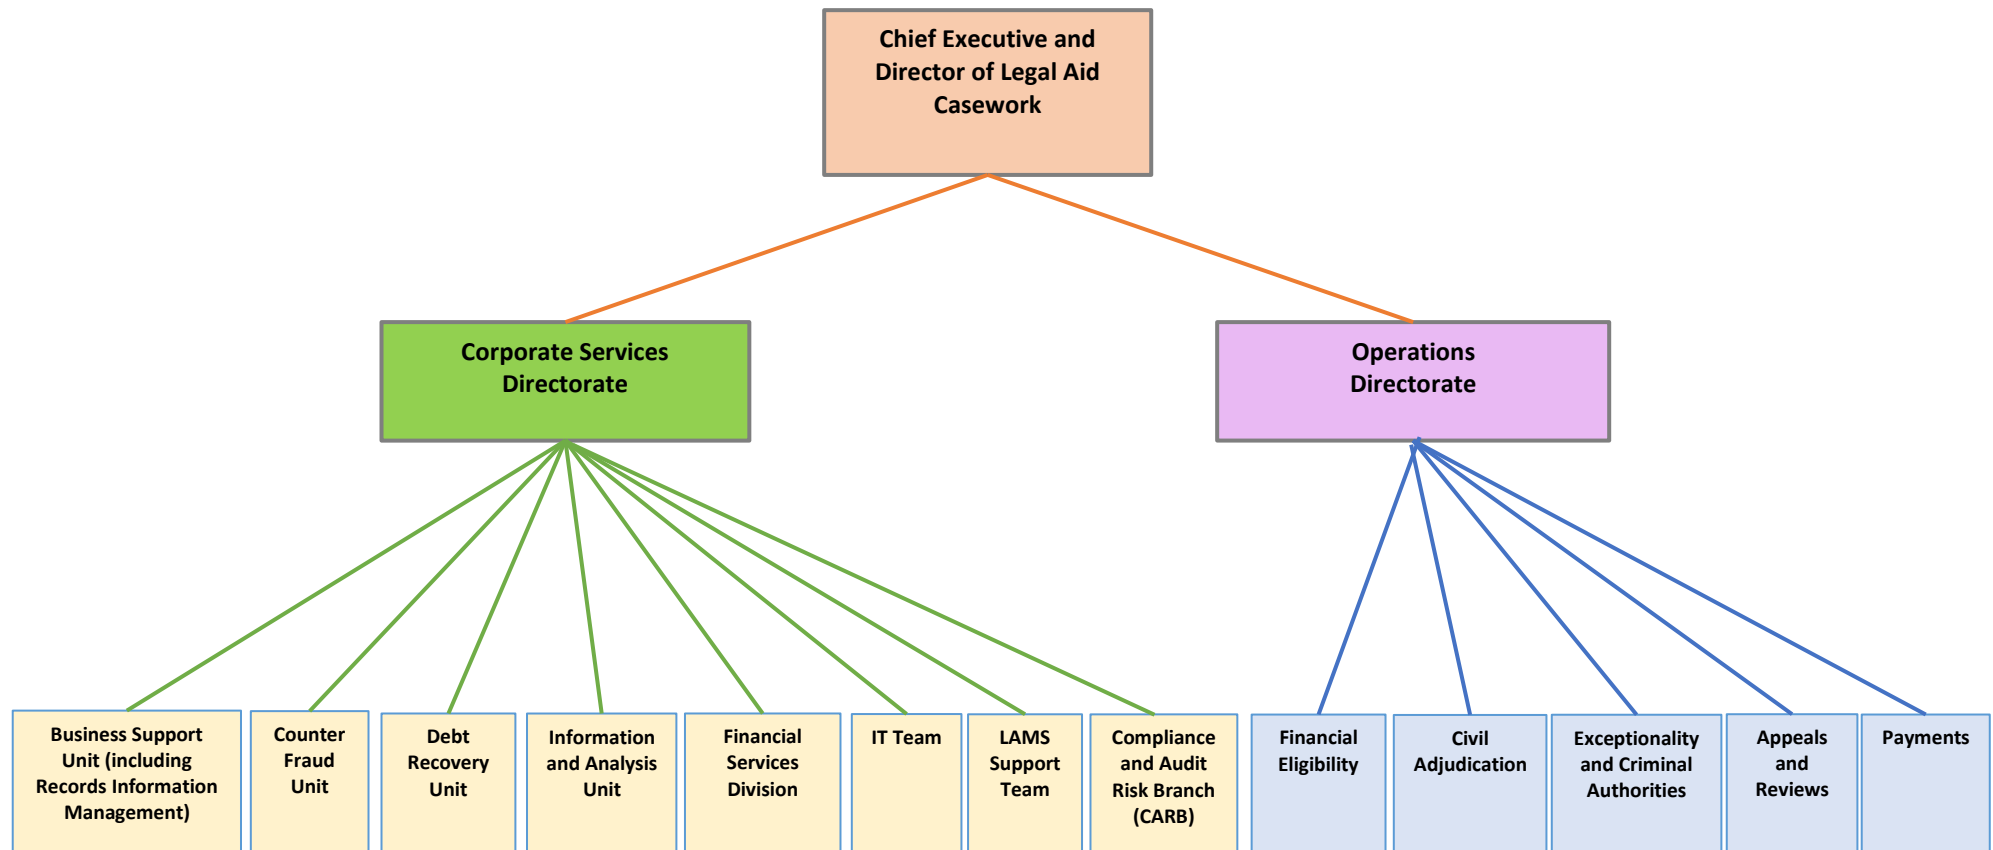 Chief Executive and
Director of Legal Aid
Casework
Corporate Services
Directorate
Operations
Directorate
Business Support
Unit (including
Records Information
Management)
Counter
Fraud
Unit
Debt
Recovery
Unit
Information
and Analysis
Unit
Financial
Services
Division
IT Team
LAMS
Support
Team
Compliance
and Audit
Risk Branch
(CARB)
Financial
Eligibility
Civil
Adjudication
Exceptionality
and Criminal
Authorities
Appeals
and
Reviews
Payments